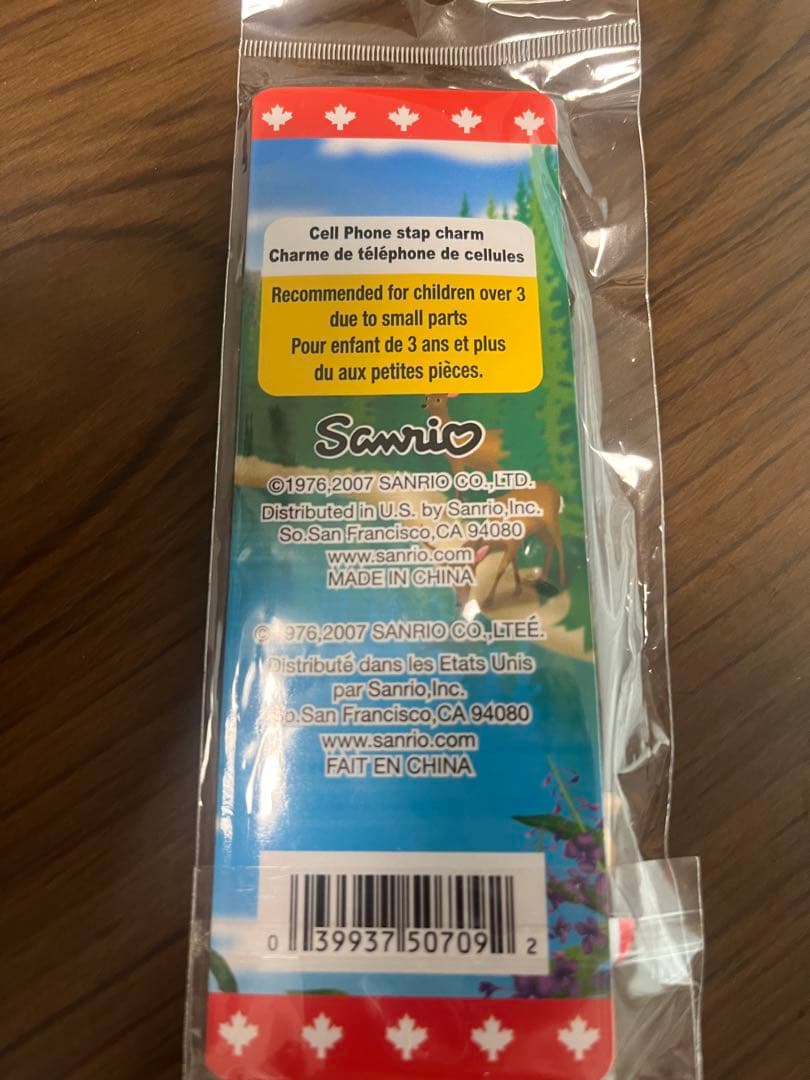 Cell Phone stap charm
Charme de téléphone de cellules
Recommended for children over 3
due to small parts
Pour enfant de 3 ans et plus
du aux petites pièces.
Sanrio
©1976,2007 SANRIO CO.,LTD.
Distributed in U.S. by Sanrio,Inc.
So.San Francisco,CA 94080
www.sanrio.com
MADE IN CHINA
©1976,2007 SANRIO CO.,LTEÉ.
Distributé dans les Etats Unis
par Sanrio,Inc.
So.San Francisco,CA 94080
www.sanrio.com
FAIT EN CHINA
0 39937 50709 2